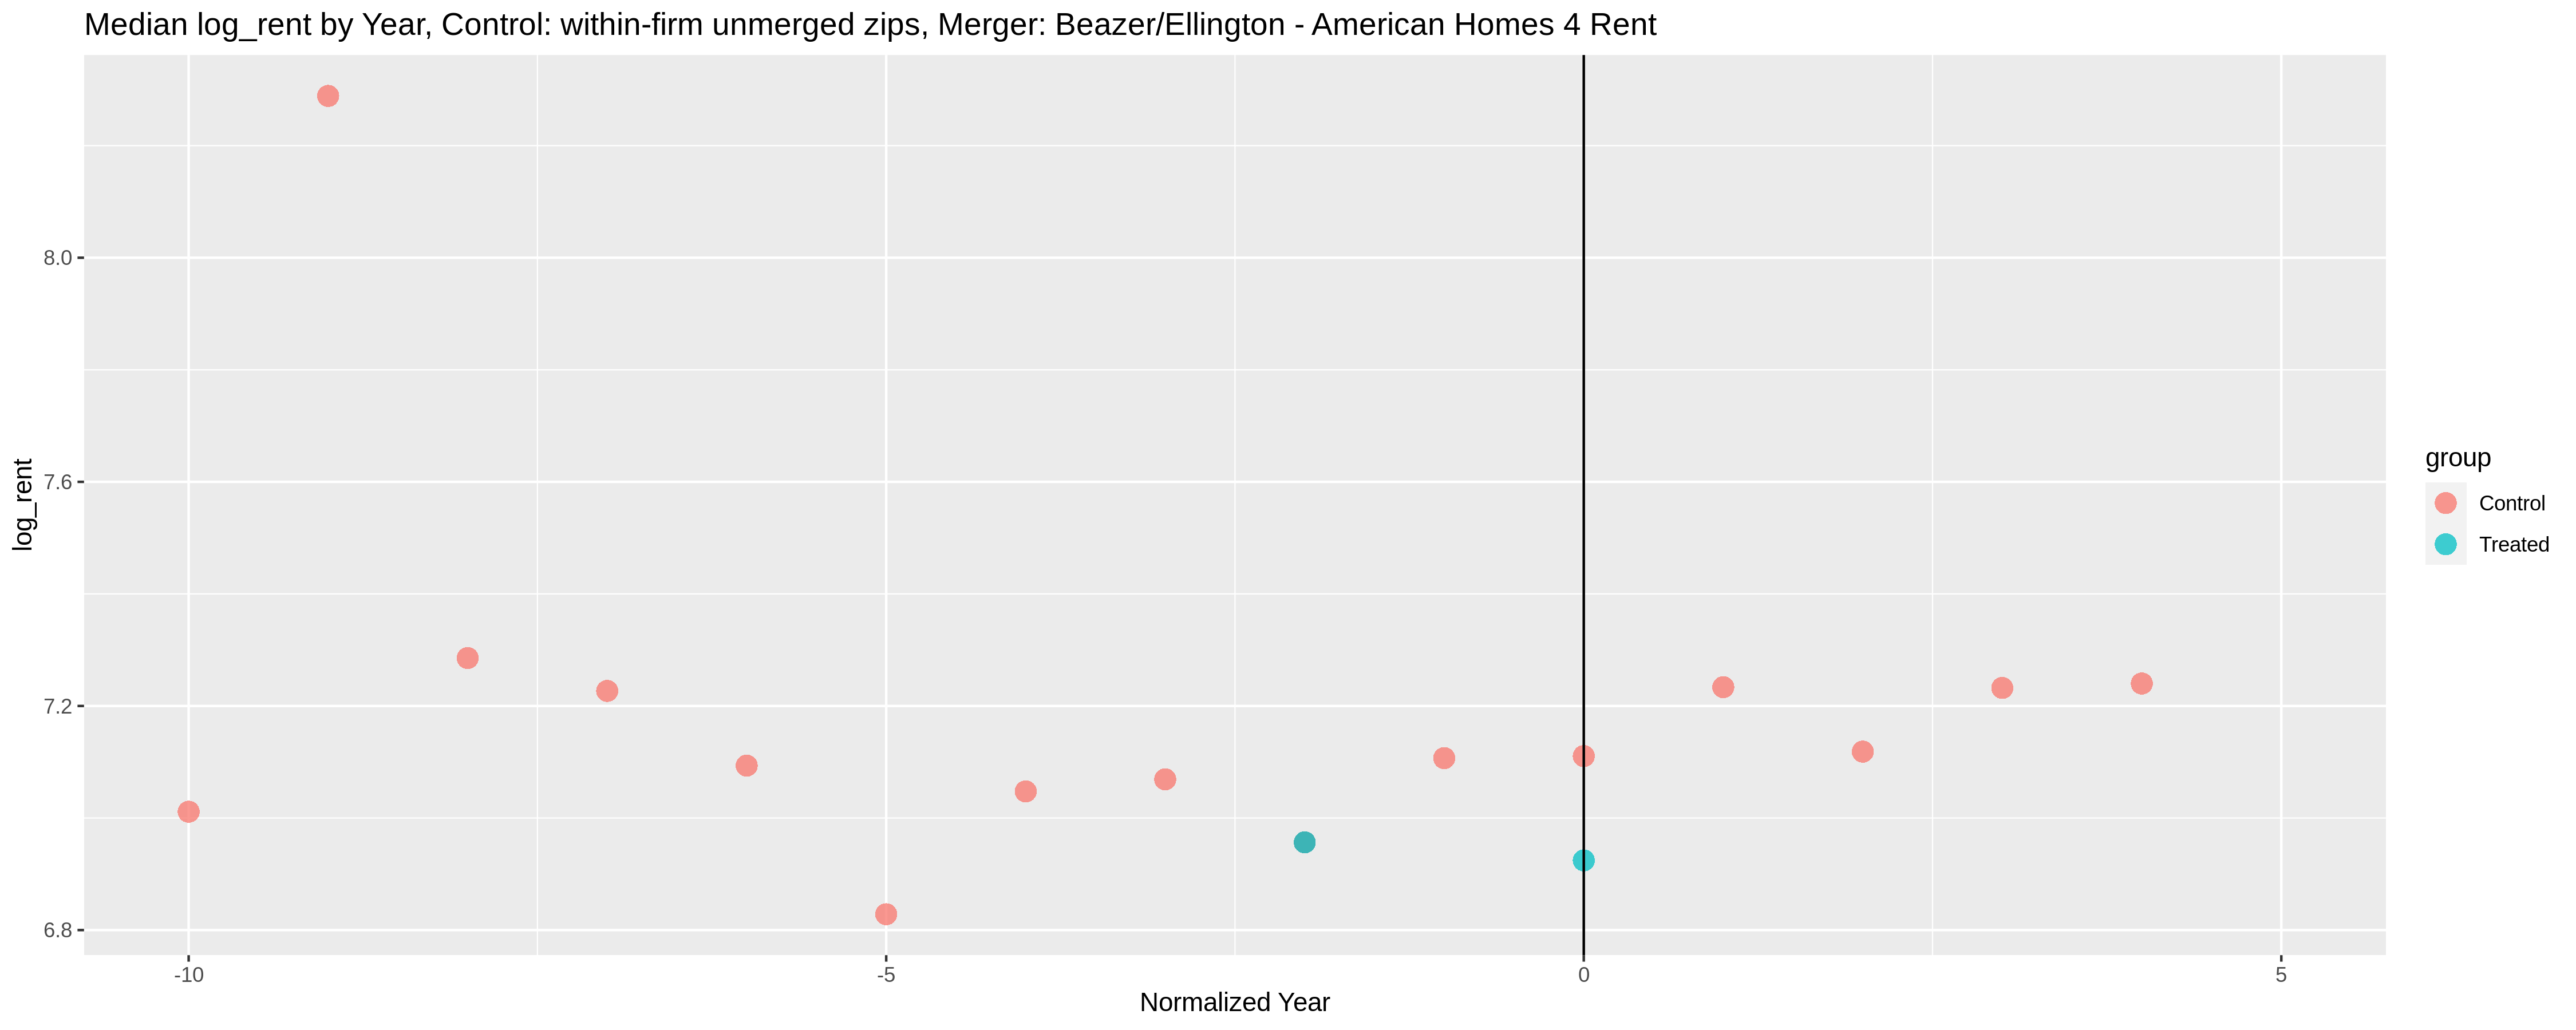 Median log_rent by Year, Control: within-firm unmerged zips, Merger: Beazer/Ellington - American Homes 4 Rent
log_rent
8.0
7.6
7.2
6.8
-10
-5
0
5
Normalized Year
group
Control
Treated